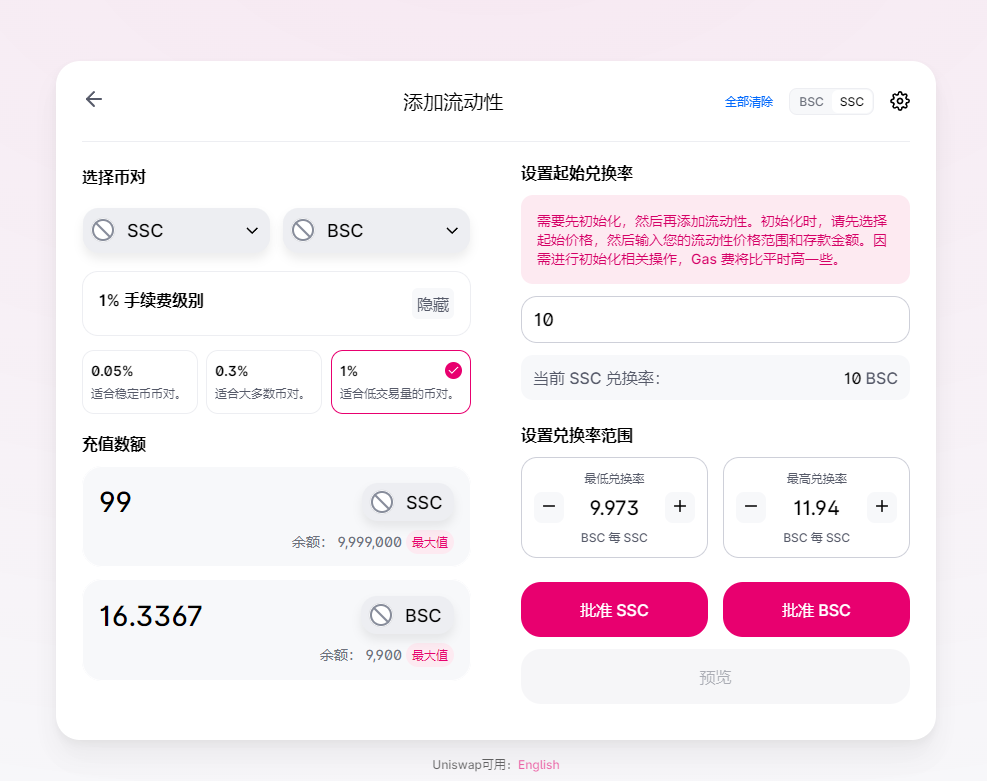 添加流动性
全部清除 BSC SSC
选择币对
SSC BSC
1% 手续费级别 隐藏
0.05% 0.3% 1%
适合稳定币币对。 适合大多数币对。 适合低交易量的币对。
充值数额
99 SSC
余额： 9,999,000 最大值
16.3367 BSC
余额： 9,900 最大值
设置起始兑换率
需要先初始化，然后再添加流动性。初始化时，请先选择
起始价格，然后输入您的流动性价格范围和存款金额。因
需进行初始化相关操作，Gas 费将比平时高一些。
10
当前 SSC 兑换率： 10 BSC
设置兑换率范围
最低兑换率 最高兑换率
9.973 11.94
BSC 每 SSC BSC 每 SSC
批准 SSC 批准 BSC
预览
Uniswap可用： English